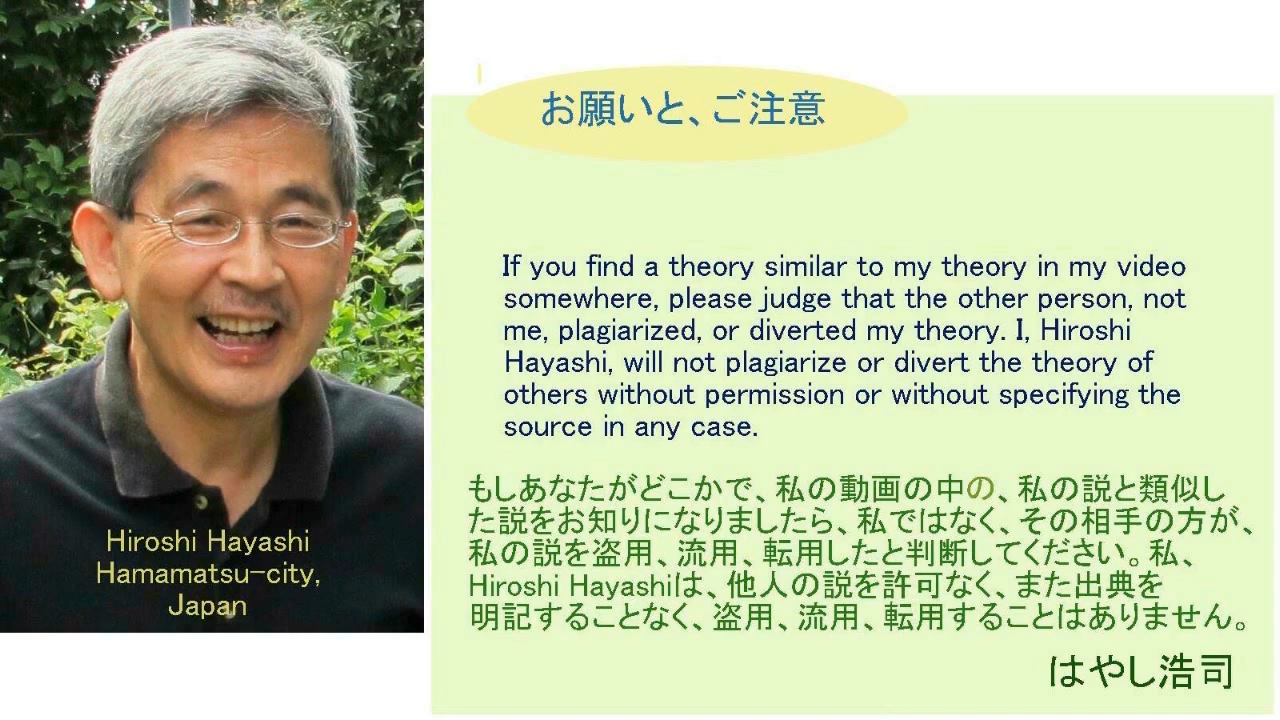 お願いと、ご注意
If you find a theory similar to my theory in my video
somewhere, please judge that the other person, not
me, plagiarized, or diverted my theory. I, Hiroshi
Hayashi, will not plagiarize or divert the theory of
others without permission or without specifying the
source in any case.
もしあなたがどこかで、私の動画の中の、私の説と類似し
た説をお知りになりましたら、私ではなく、その相手の方が、
私の説を盗用、流用、転用したと判断してください。私、
Hiroshi Hayashiは、他人の説を許可なく、また出典を
明記することなく、盗用、流用、転用することはありません。
はやし浩司
Hiroshi Hayashi
Hamamatsu-city,
Japan